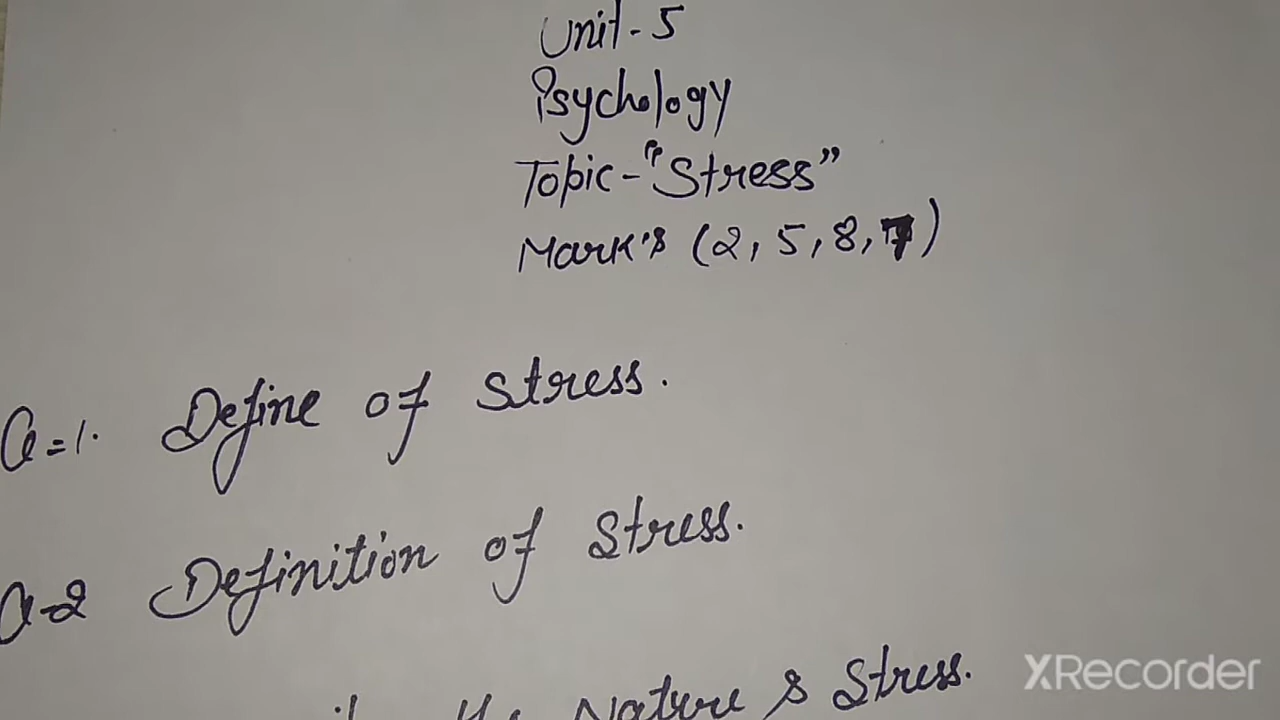 Unit - 5
Psychology
Topic - "Stress"
Mark's (2, 5, 8, 7)
Q=1. Define of Stress.
Q-2 Definition of Stress.
the Nature & Stress.
XRecorder